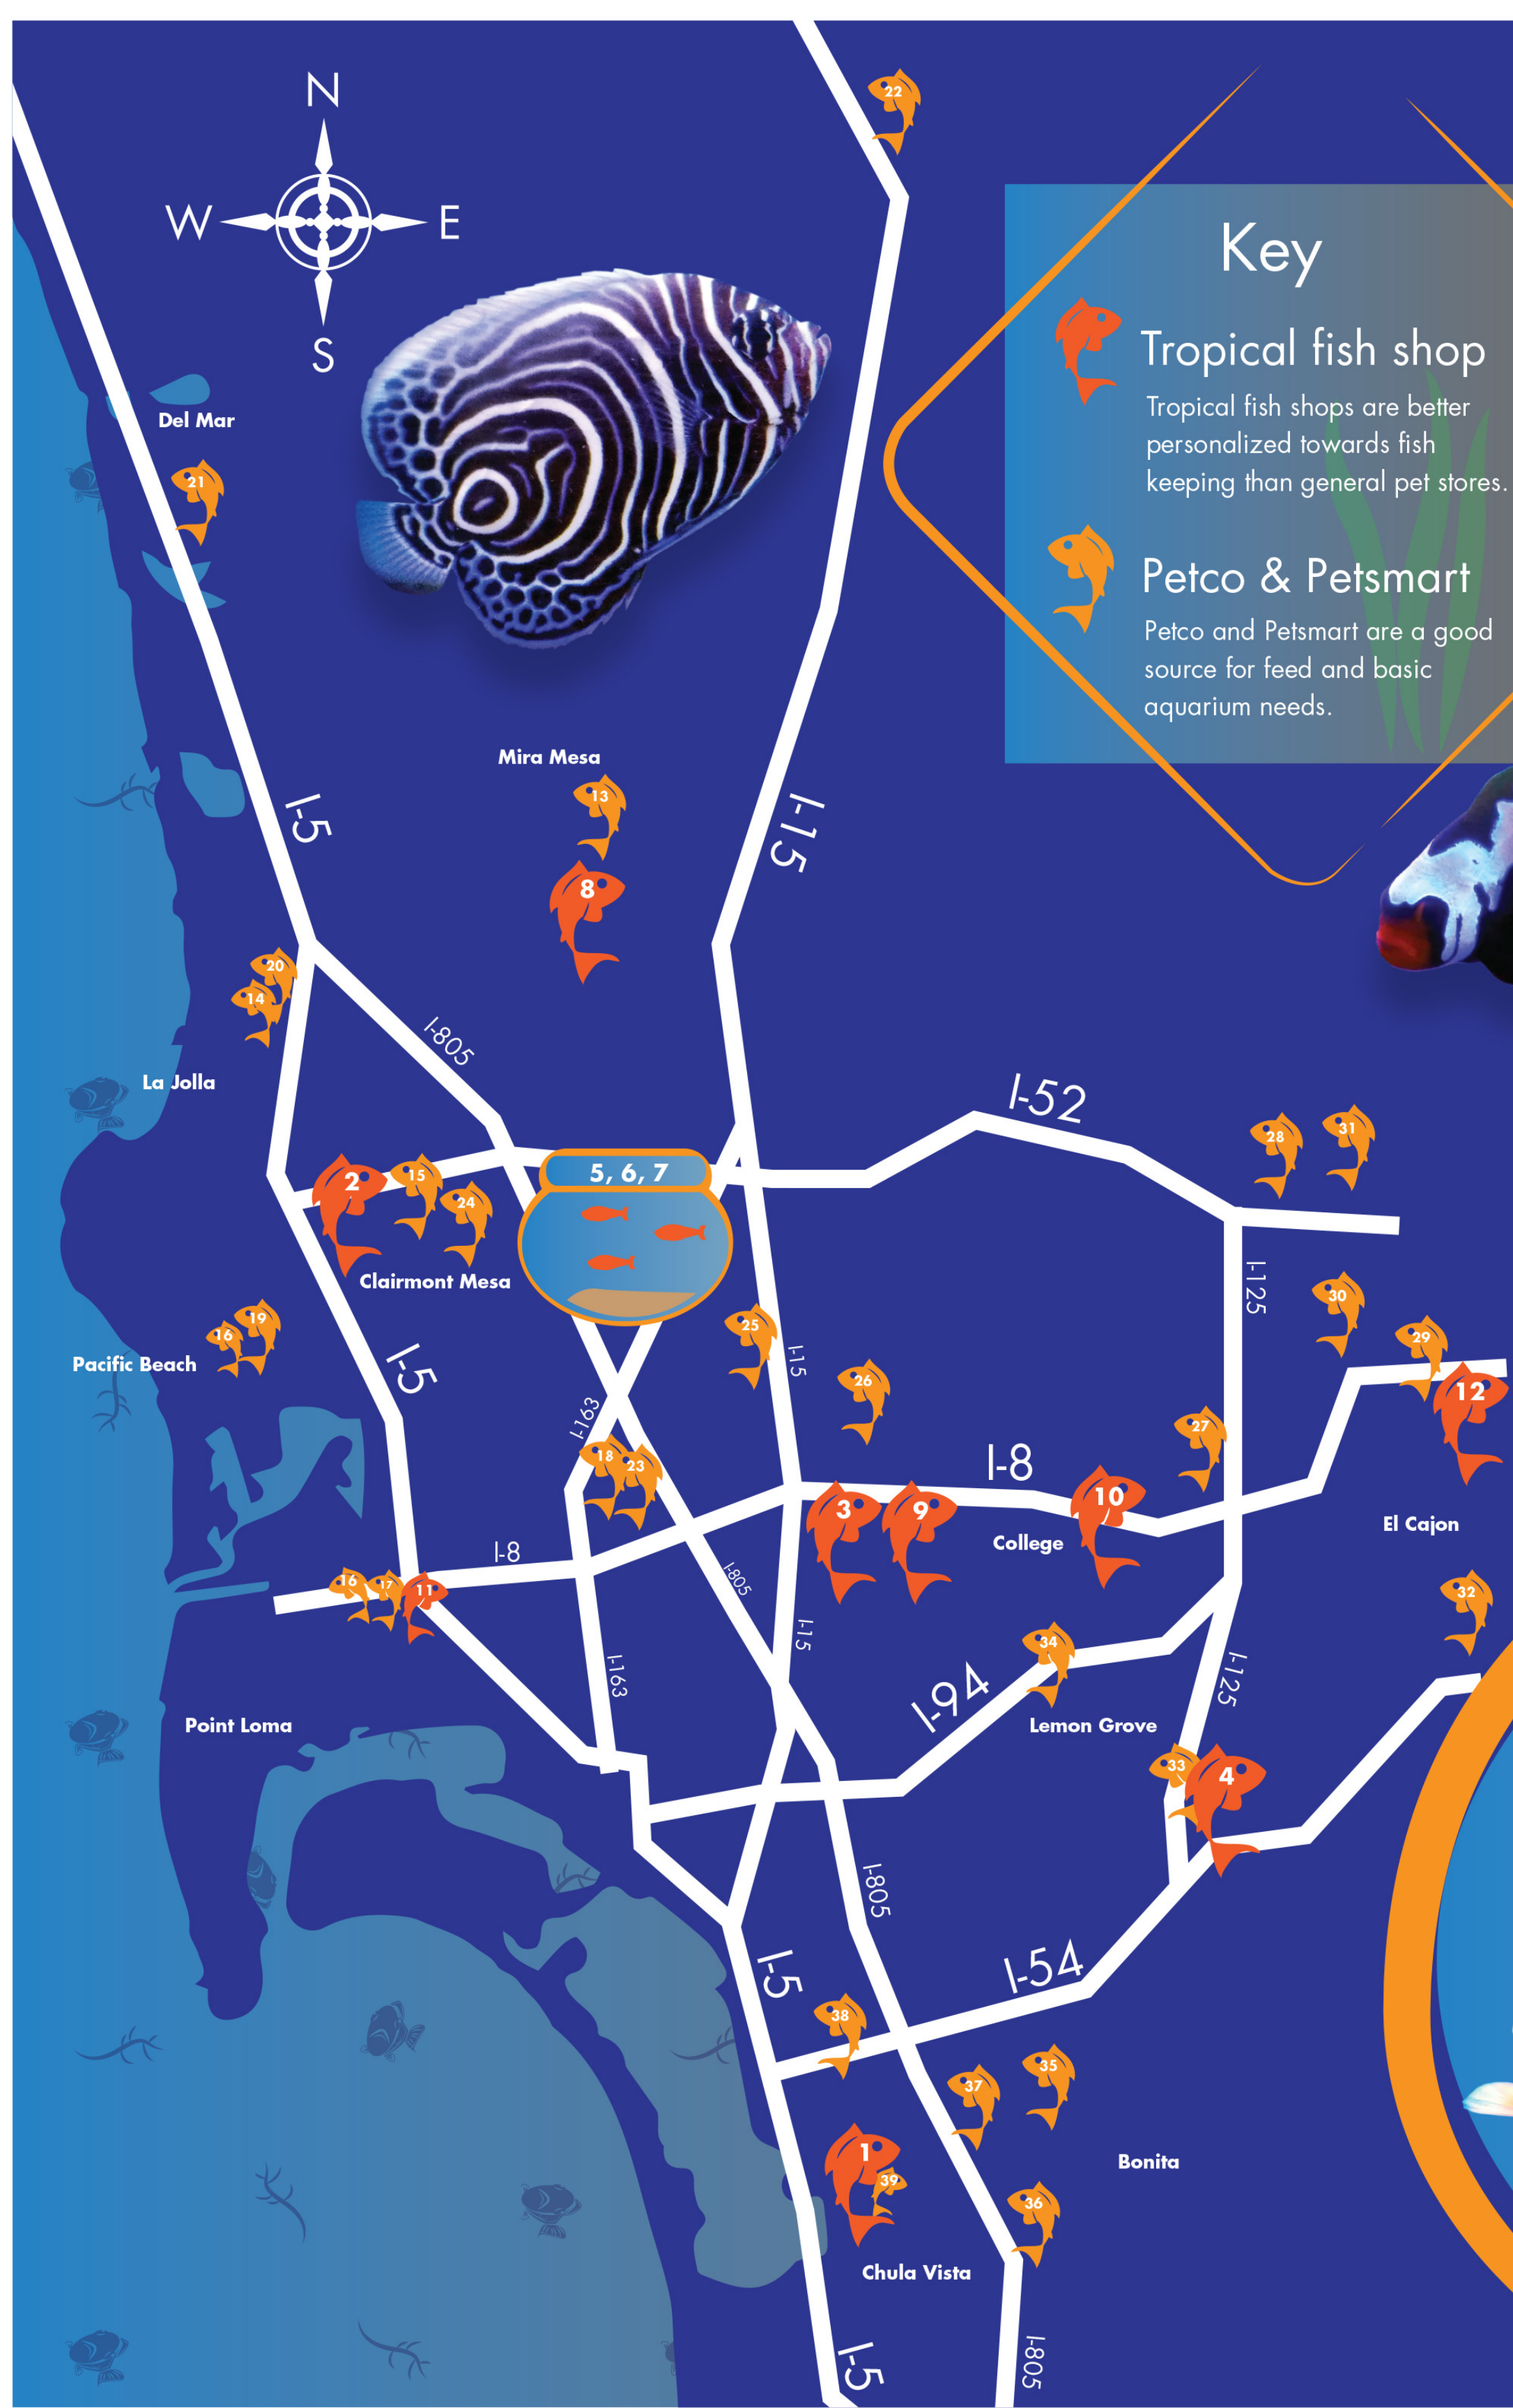 N
W
E
S
22
Key
Tropical fish shop
Tropical fish shops are better
personalized towards fish
keeping than general pet stores.
Petco & Petsmart
Petco and Petsmart are a good
source for feed and basic
aquarium needs.
Del Mar
21
Mira Mesa
13
8
I-5
I-15
20
14
I-805
La Jolla
I-52
28
31
2
15
24
5, 6, 7
Clairmont Mesa
I-125
30
29
12
19
16
Pacific Beach
I-5
25
I-15
26
27
I-163
18
23
I-8
3
9
10
College
El Cajon
I-8
I-805
16
17
11
32
I-15
34
I-163
I-94
I-125
Point Loma
Lemon Grove
33
4
I-805
I-5
I-54
38
37
35
Bonita
1
39
36
Chula Vista
I-5
I-805